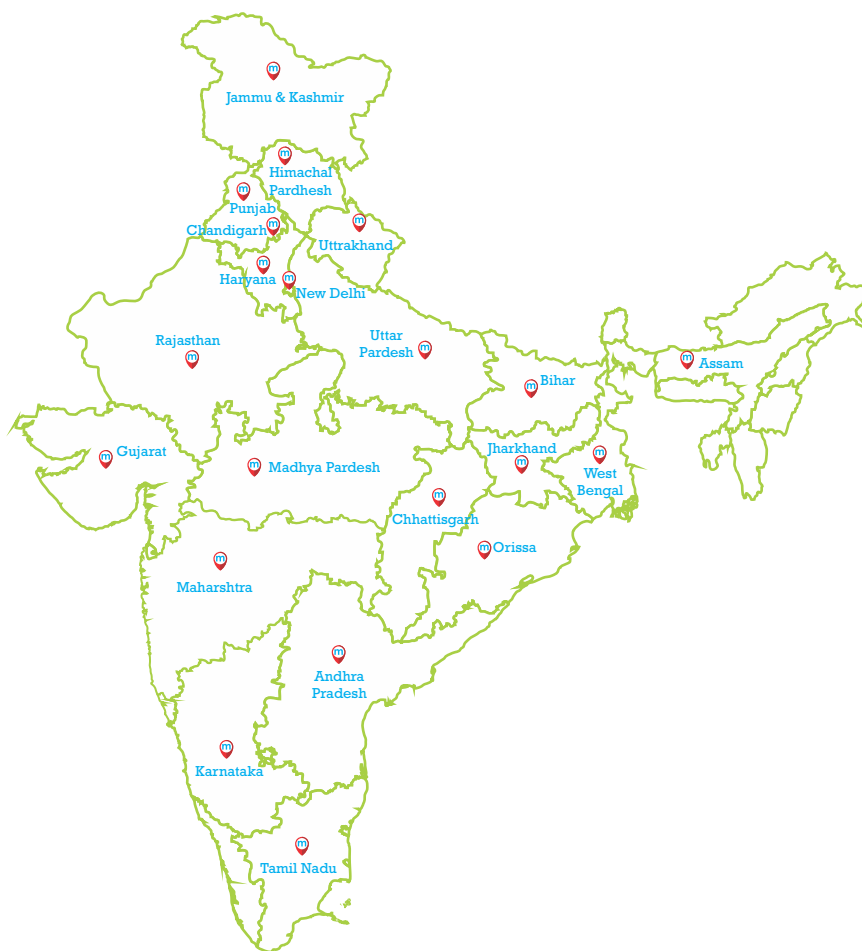 m
Jammu & Kashmir
m
Himachal
Pardhesh
m
Punjab
m
Chandigarh
m
Uttrakhand
m
Haryana
m
New Delhi
Rajasthan
m
Uttar
Pardesh
m
m
Assam
m
Bihar
m
Gujarat
m
Madhya Pardesh
Jharkhand
m
m
West
Bengal
m
Chhattisgarh
m
Orissa
m
Maharshtra
m
Andhra
Pradesh
m
Karnataka
m
Tamil Nadu